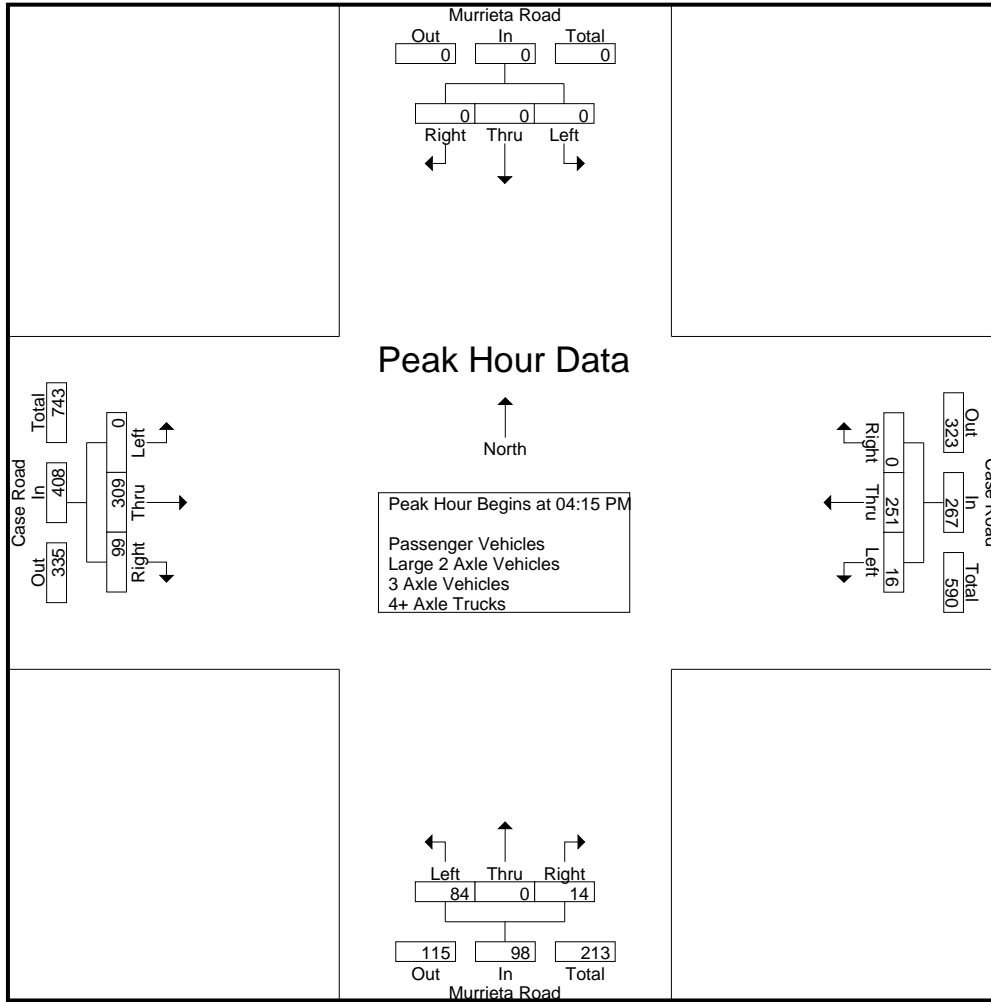 Murrieta Road
Out In Total
0 0 0
0 0 0
Right Thru Left
Peak Hour Data
North
Peak Hour Begins at 04:15 PM
Passenger Vehicles
Large 2 Axle Vehicles
3 Axle Vehicles
4+ Axle Trucks
Case Road
Out In Total
335 408 743
99 309 0
Right Thru Left
Case Road
Out In Total
323 267 590
0 251 16
Right Thru Left
Left Thru Right
84 0 14
115 98 213
Out In Total
Murrieta Road